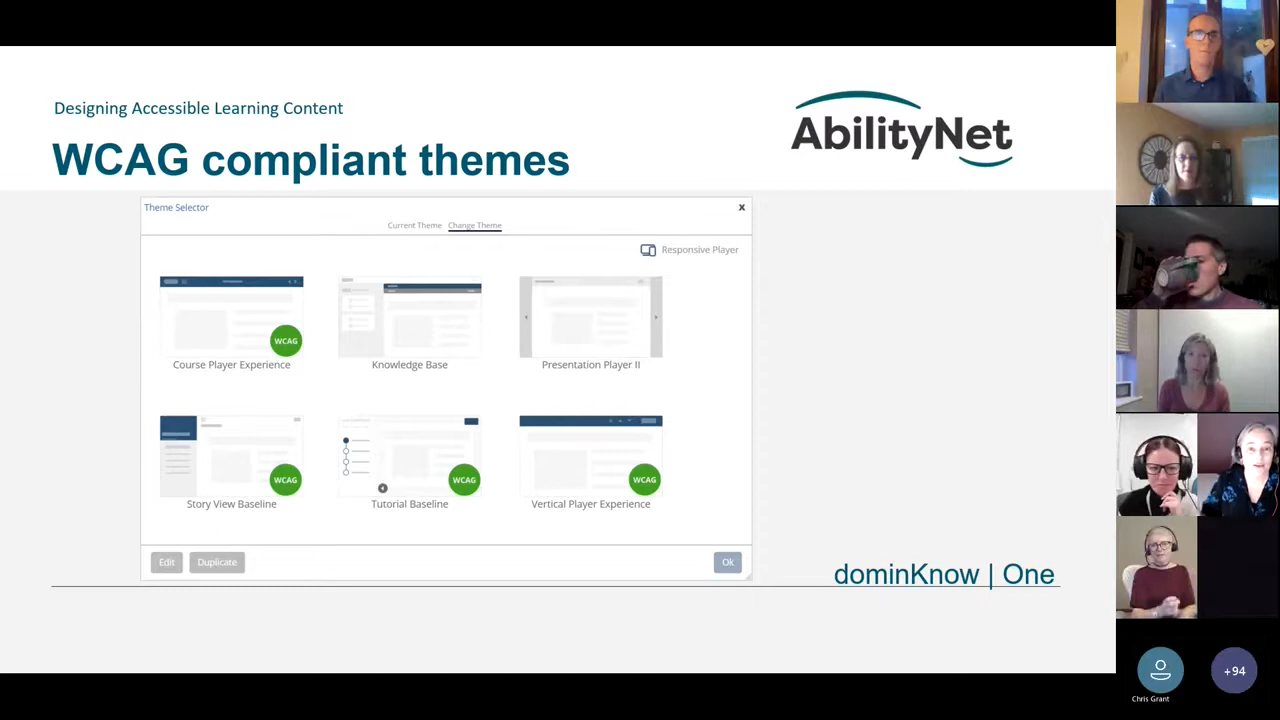 Designing Accessible Learning Content
AbilityNet
WCAG compliant themes
Theme Selector
X
Current Theme Change Theme
Responsive Player
WCAG
Course Player Experience
Knowledge Base
Presentation Player II
WCAG
WCAG
WCAG
Story View Baseline
Tutorial Baseline
Vertical Player Experience
Edit
Duplicate
Ok
dominKnow | One
Chris Grant
+94